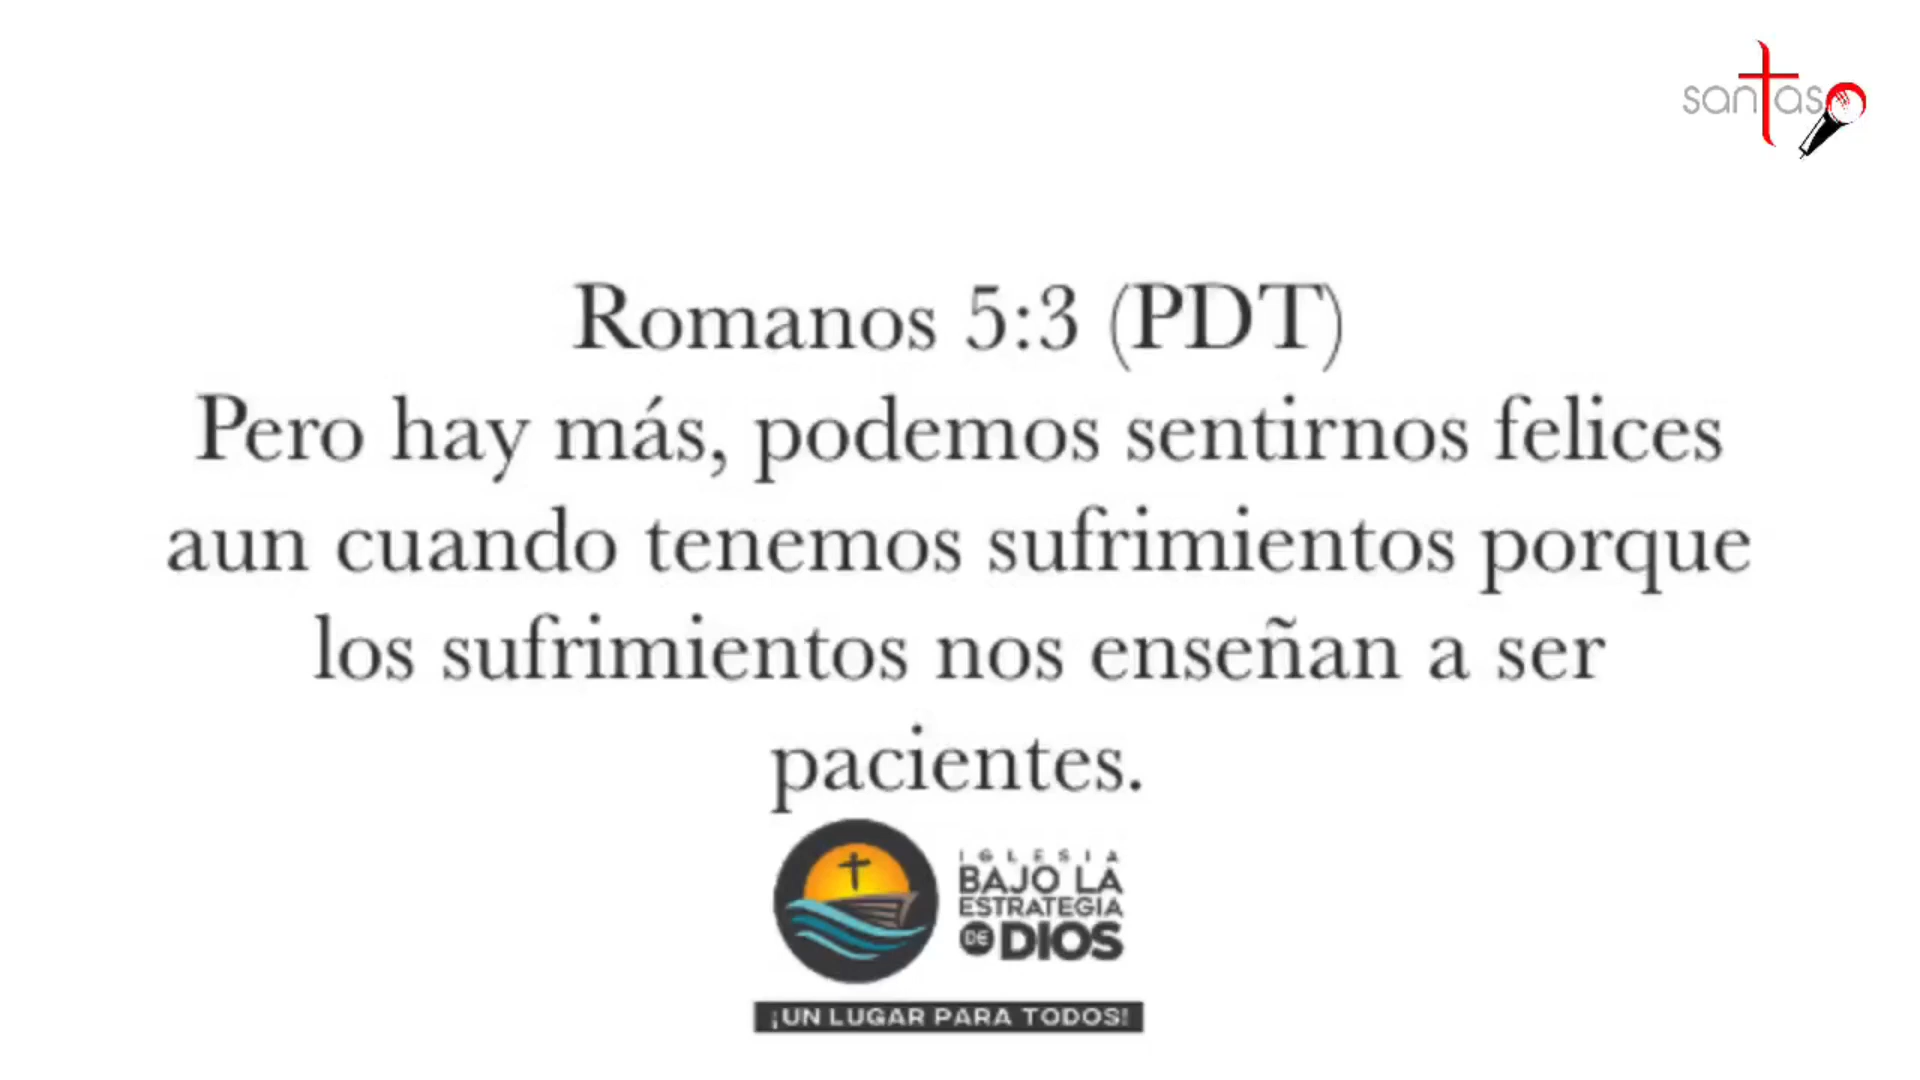 santas
Romanos 5:3 (PDT)
Pero hay más, podemos sentirnos felices
aun cuando tenemos sufrimientos porque
los sufrimientos nos enseñan a ser
pacientes.
IGLESIA
BAJO LA
ESTRATEGIA
DE DIOS
¡UN LUGAR PARA TODOS!